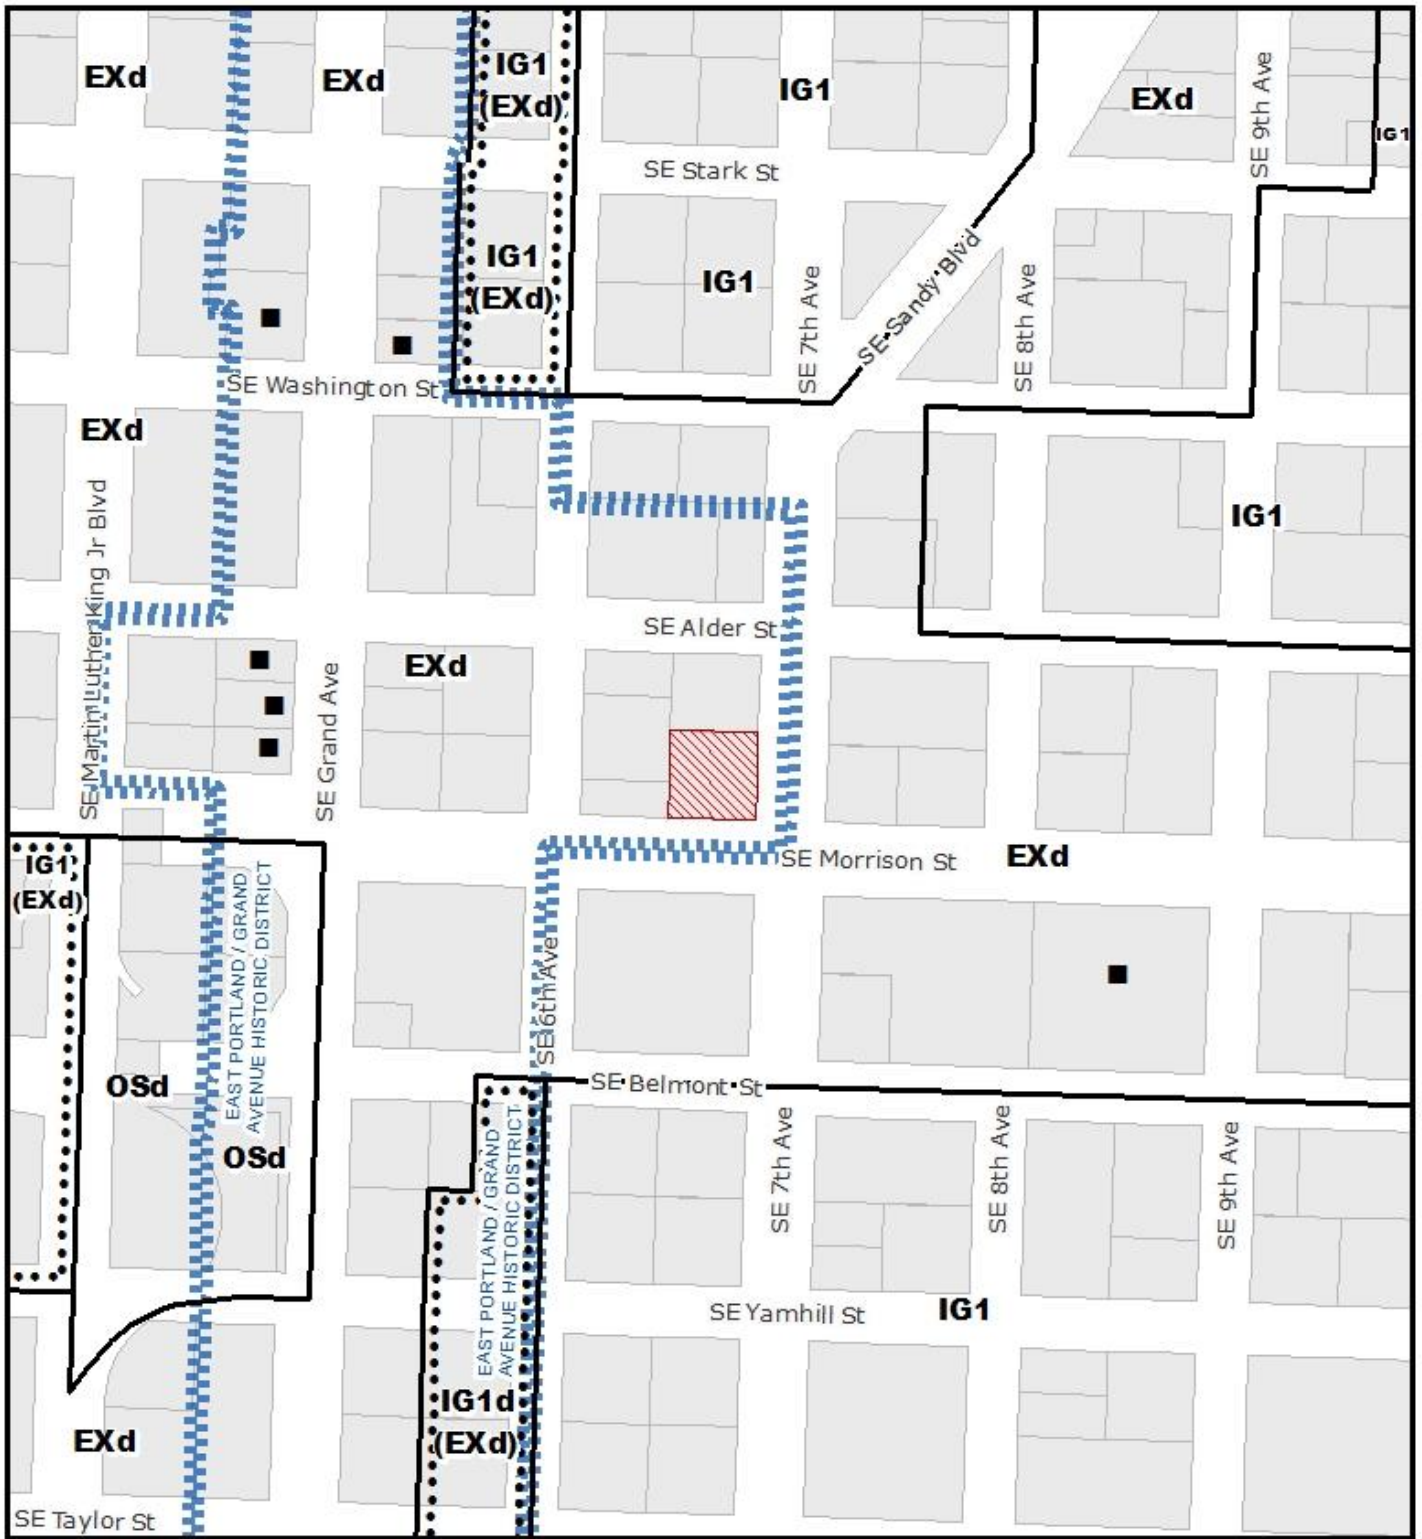 EXd
EXd
IG1
(EXd)
IG1
EXd
SE 9th Ave
IG1
SE Stark St
IG1
(EXd)
IG1
SE 7th Ave
SE Sandy Blvd
SE 8th Ave
SE Washington St
EXd
IG1
SE Martin Luther King Jr Blvd
SE Alder St
EXd
SE Grand Ave
SE Morrison St
EXd
IG1
(EXd)
EAST PORTLAND / GRAND
AVENUE HISTORIC DISTRICT
SE 6th Ave
OSd
SE Belmont St
OSd
EAST PORTLAND / GRAND
AVENUE HISTORIC DISTRICT
SE 7th Ave
SE 8th Ave
SE 9th Ave
SE Yamhill St
IG1
IG1d
(EXd)
EXd
SE Taylor St